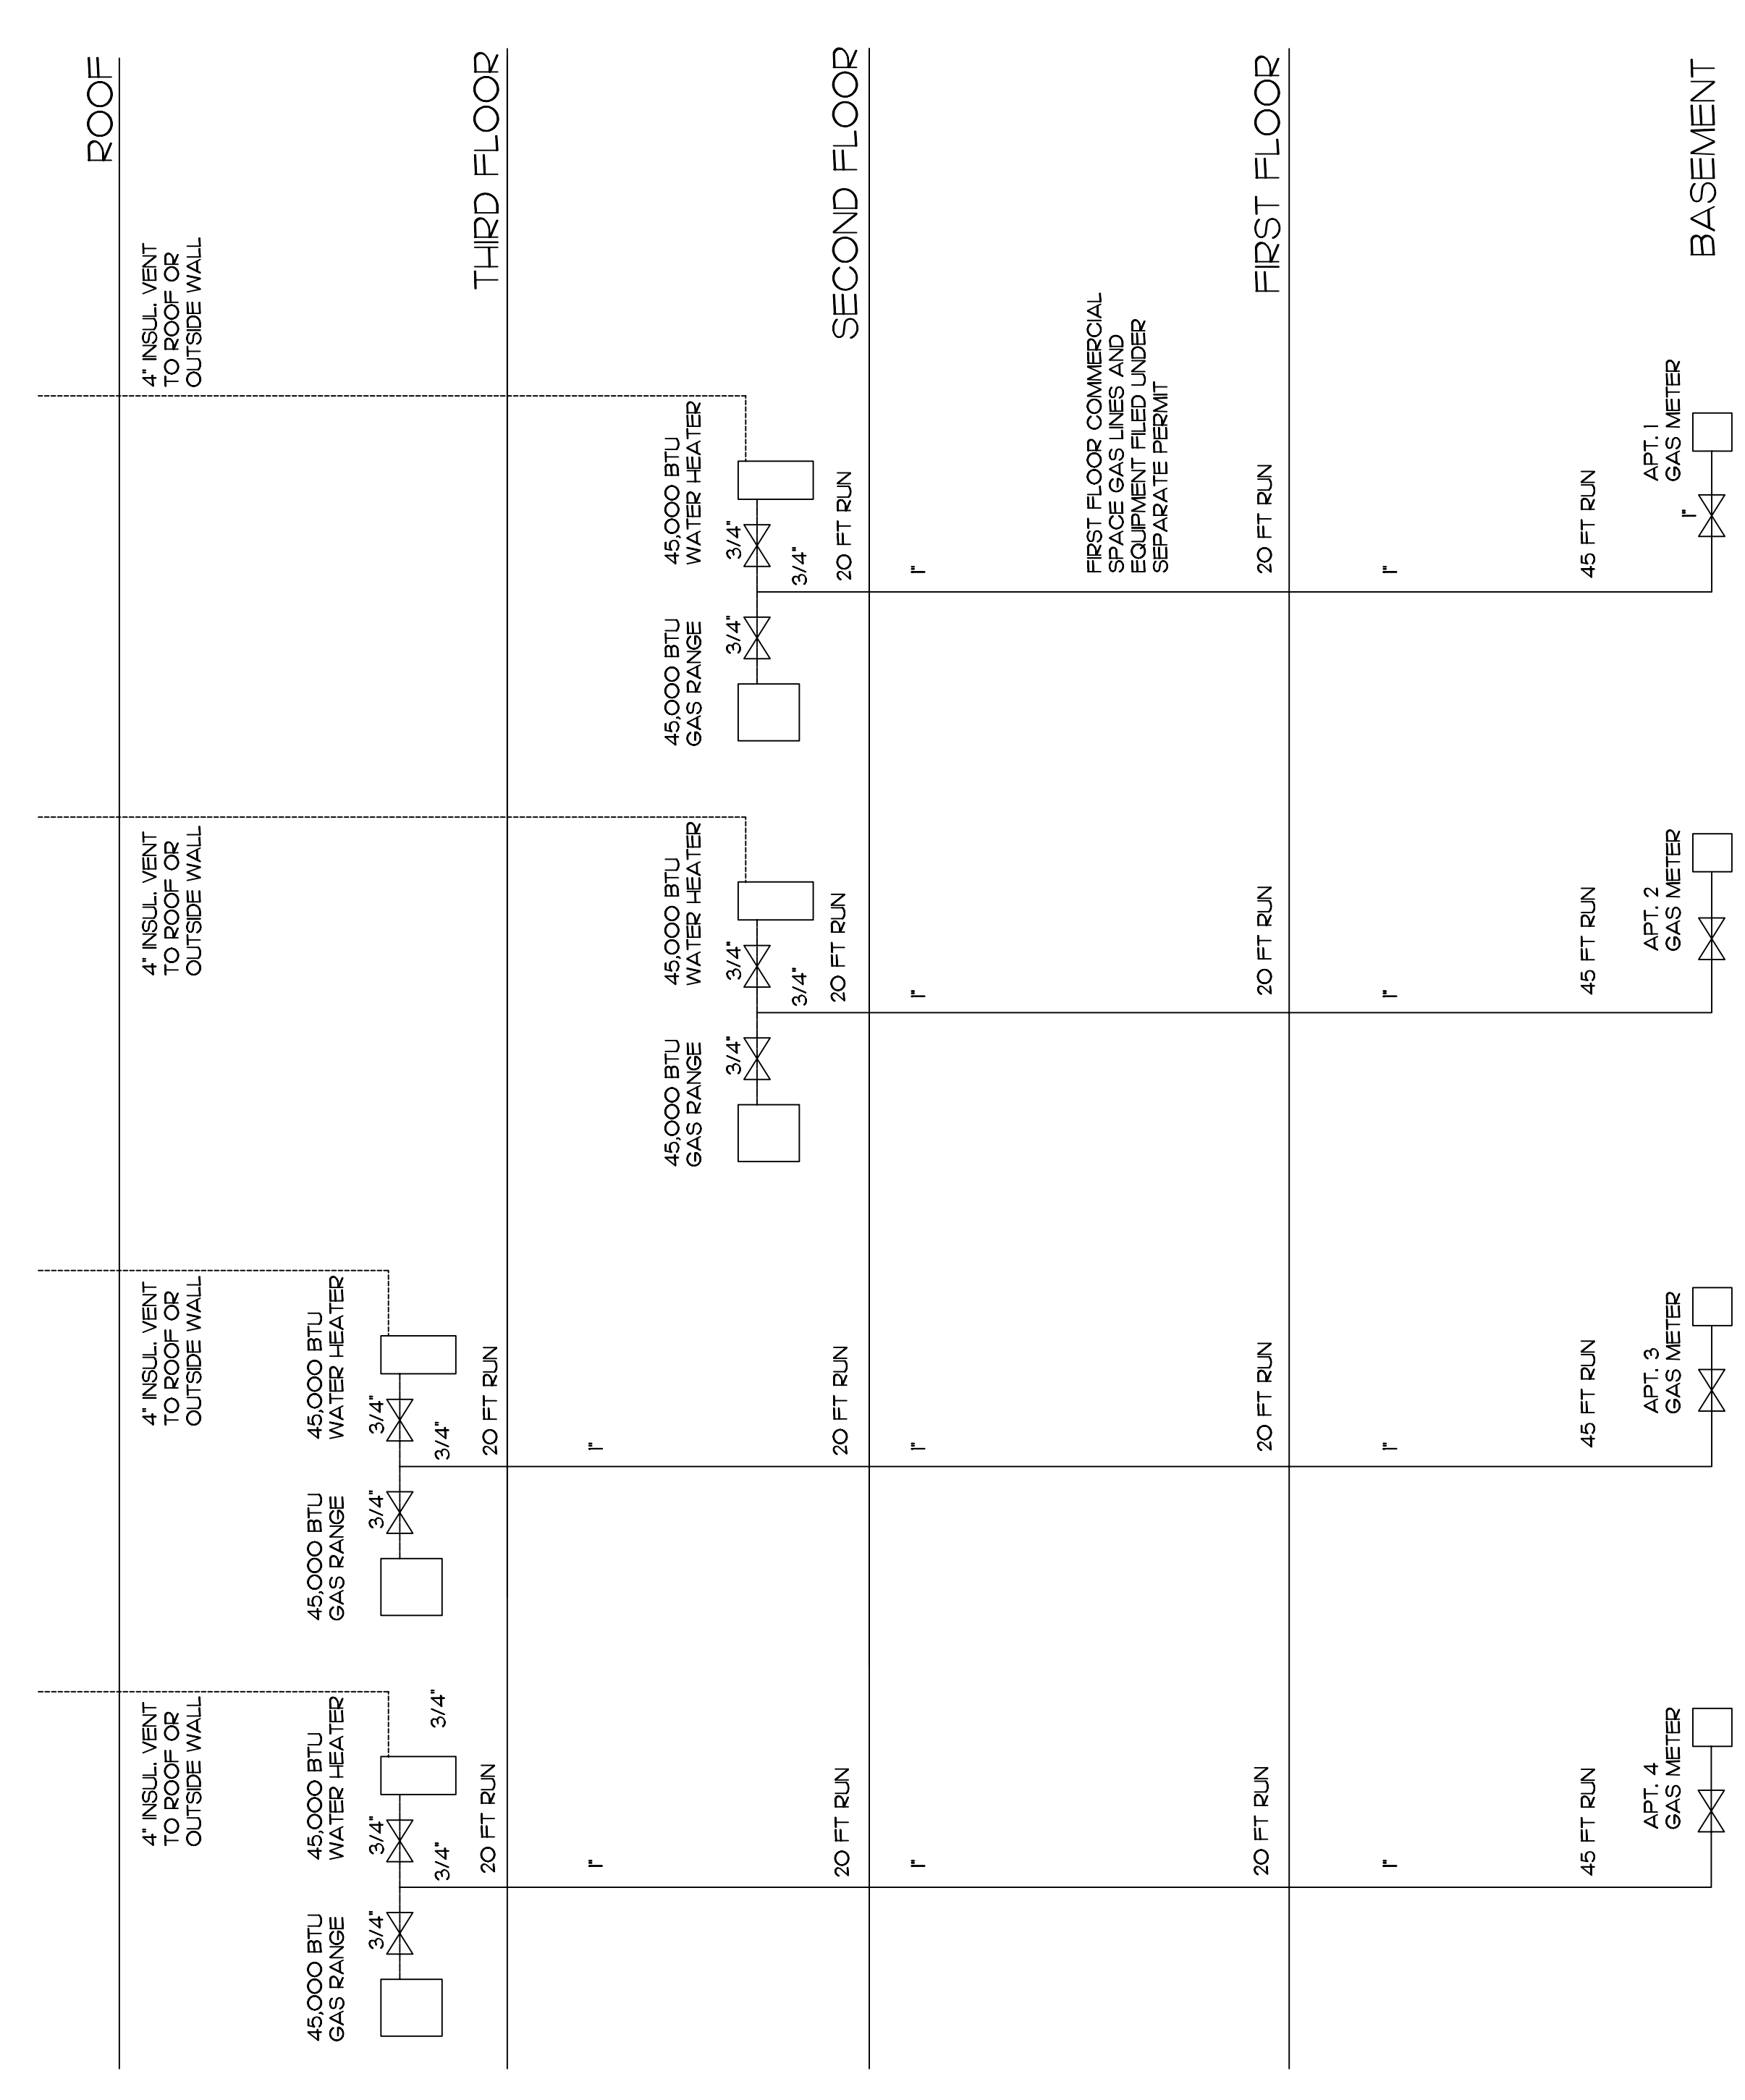 ROOF
4" INSUL. VENT
TO ROOF OR
OUTSIDE WALL
4" INSUL. VENT
TO ROOF OR
OUTSIDE WALL
4" INSUL. VENT
TO ROOF OR
OUTSIDE WALL
4" INSUL. VENT
TO ROOF OR
OUTSIDE WALL
45,000 BTU
GAS RANGE
45,000 BTU
WATER HEATER
45,000 BTU
GAS RANGE
45,000 BTU
WATER HEATER
3/4"
3/4"
3/4"
3/4"
3/4"
3/4"
3/4"
20 FT RUN
20 FT RUN
THIRD FLOOR
1"
1"
45,000 BTU
GAS RANGE
45,000 BTU
WATER HEATER
45,000 BTU
GAS RANGE
45,000 BTU
WATER HEATER
3/4"
3/4"
3/4"
3/4"
3/4"
3/4"
20 FT RUN
20 FT RUN
20 FT RUN
20 FT RUN
SECOND FLOOR
1"
1"
1"
1"
FIRST FLOOR COMMERCIAL
SPACE GAS LINES AND
EQUIPMENT FILED UNDER
SEPARATE PERMIT
20 FT RUN
20 FT RUN
20 FT RUN
20 FT RUN
FIRST FLOOR
1"
1"
1"
1"
45 FT RUN
45 FT RUN
45 FT RUN
45 FT RUN
APT. 4
GAS METER
APT. 3
GAS METER
APT. 2
GAS METER
APT. 1
GAS METER
1"
BASEMENT